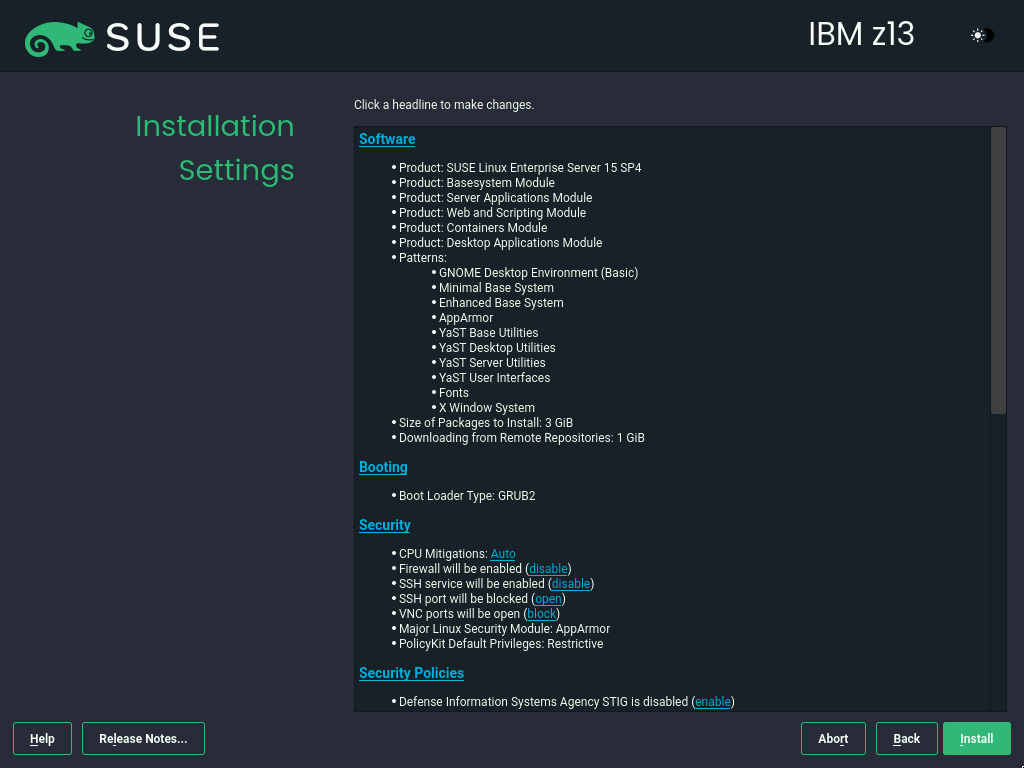 SUSE
IBM z13
Installation
Settings
Click a headline to make changes.
Software
• Product: SUSE Linux Enterprise Server 15 SP4
• Product: Basesystem Module
• Product: Server Applications Module
• Product: Web and Scripting Module
• Product: Containers Module
• Product: Desktop Applications Module
• Patterns:
• GNOME Desktop Environment (Basic)
• Minimal Base System
• Enhanced Base System
• AppArmor
• YaST Base Utilities
• YaST Desktop Utilities
• YaST Server Utilities
• YaST User Interfaces
• Fonts
• X Window System
• Size of Packages to Install: 3 GiB
• Downloading from Remote Repositories: 1 GiB
Booting
• Boot Loader Type: GRUB2
Security
• CPU Mitigations: Auto
• Firewall will be enabled (disable)
• SSH service will be enabled (disable)
• SSH port will be blocked (open)
• VNC ports will be open (block)
• Major Linux Security Module: AppArmor
• PolicyKit Default Privileges: Restrictive
Security Policies
• Defense Information Systems Agency STIG is disabled (enable)
Help Release Notes... Abort Back Install